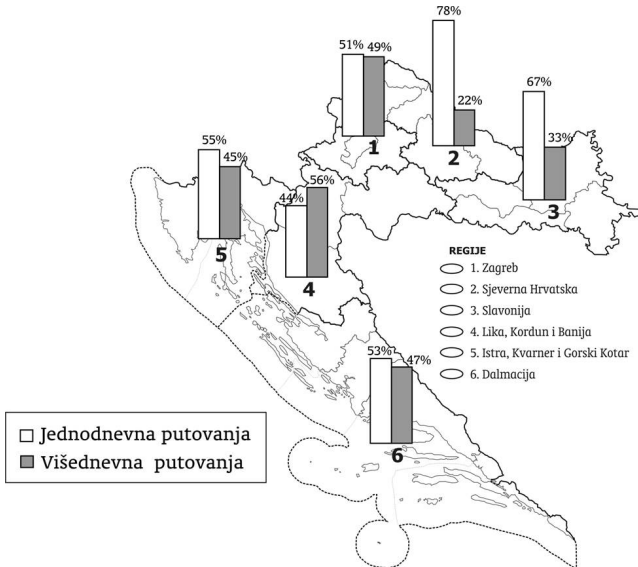 78%
22%
2
51%
49%
1
67%
33%
3
55%
45%
5
44%
56%
4
REGIJE
1. Zagreb
2. Sjeverna Hrvatska
3. Slavonija
4. Lika, Kordun i Banija
5. Istra, Kvarner i Gorski Kotar
6. Dalmacija
53%
47%
6
Jednodnevna putovanja
Višednevna putovanja